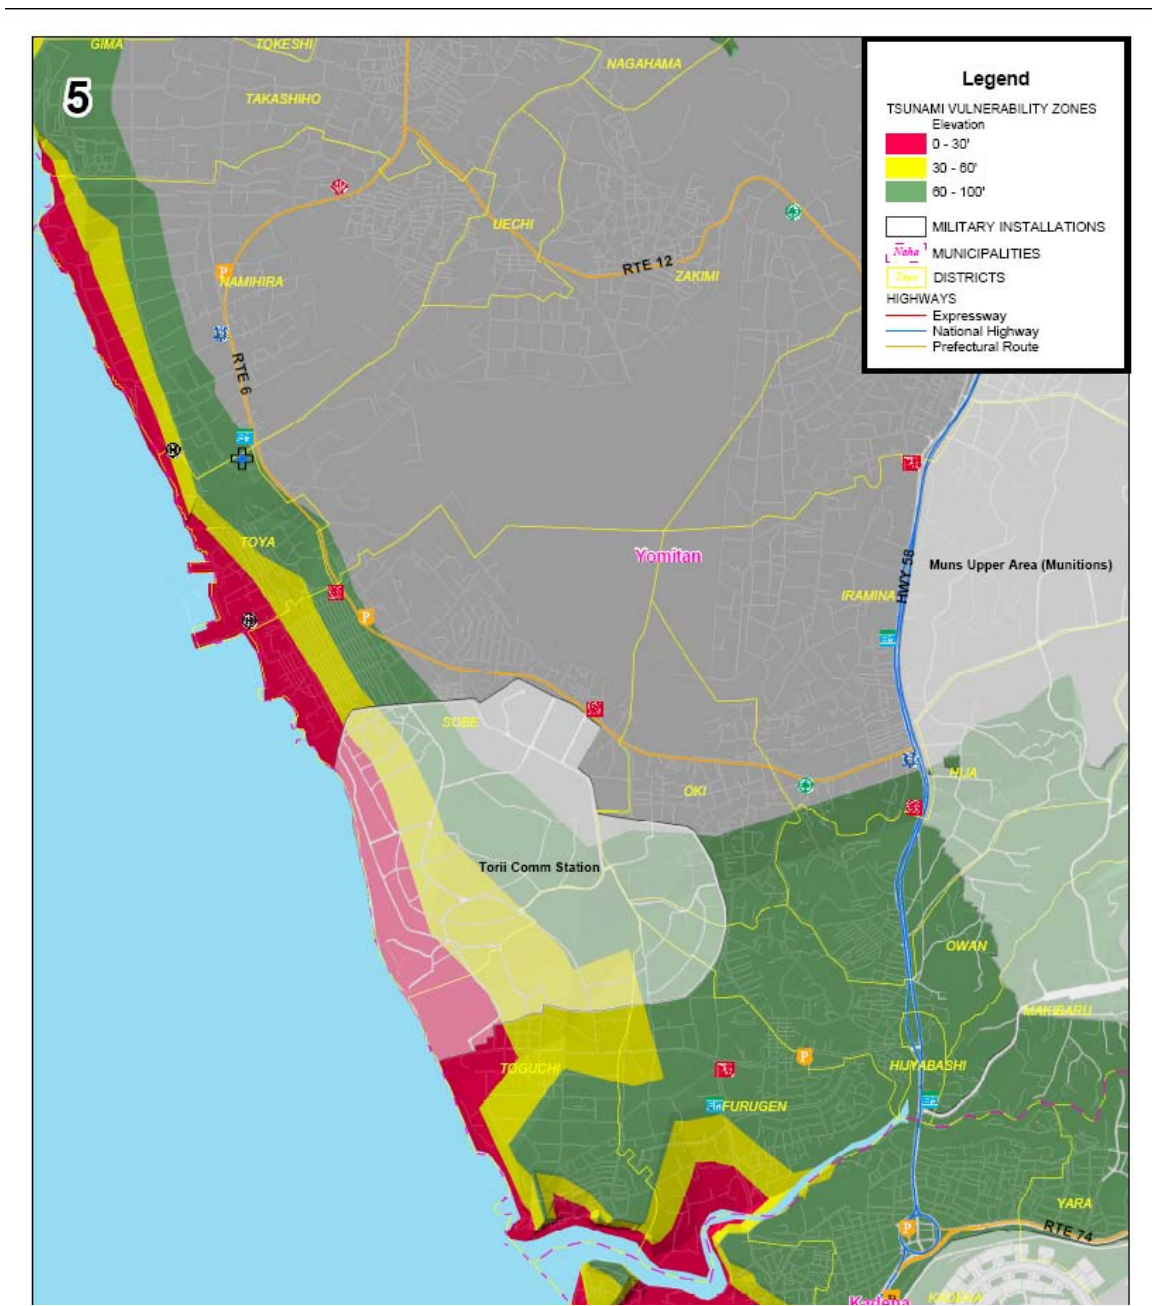 5
GIMA
TOKESHI
NAGAHAMA
TAKASHIHO
Legend
TSUNAMI VULNERABILITY ZONES
Elevation
0 - 30'
30 - 60'
60 - 100'
MILITARY INSTALLATIONS
Naha
MUNICIPALITIES
DISTRICTS
HIGHWAYS
Expressway
National Highway
Prefectural Route
UECHI
RTE 12
ZAKIMI
P
NAMIHIRA
RTE 6
TOYA
Yomitan
Muns Upper Area (Munitions)
HWY 58
IRAMINA
P
SOBE
HIJA
OKI
Torii Comm Station
OWAN
MAKIBARU
P
TOGUCHI
HIJYABASHI
FURUGEN
YARA
P
RTE 74
Kadena
KADENA